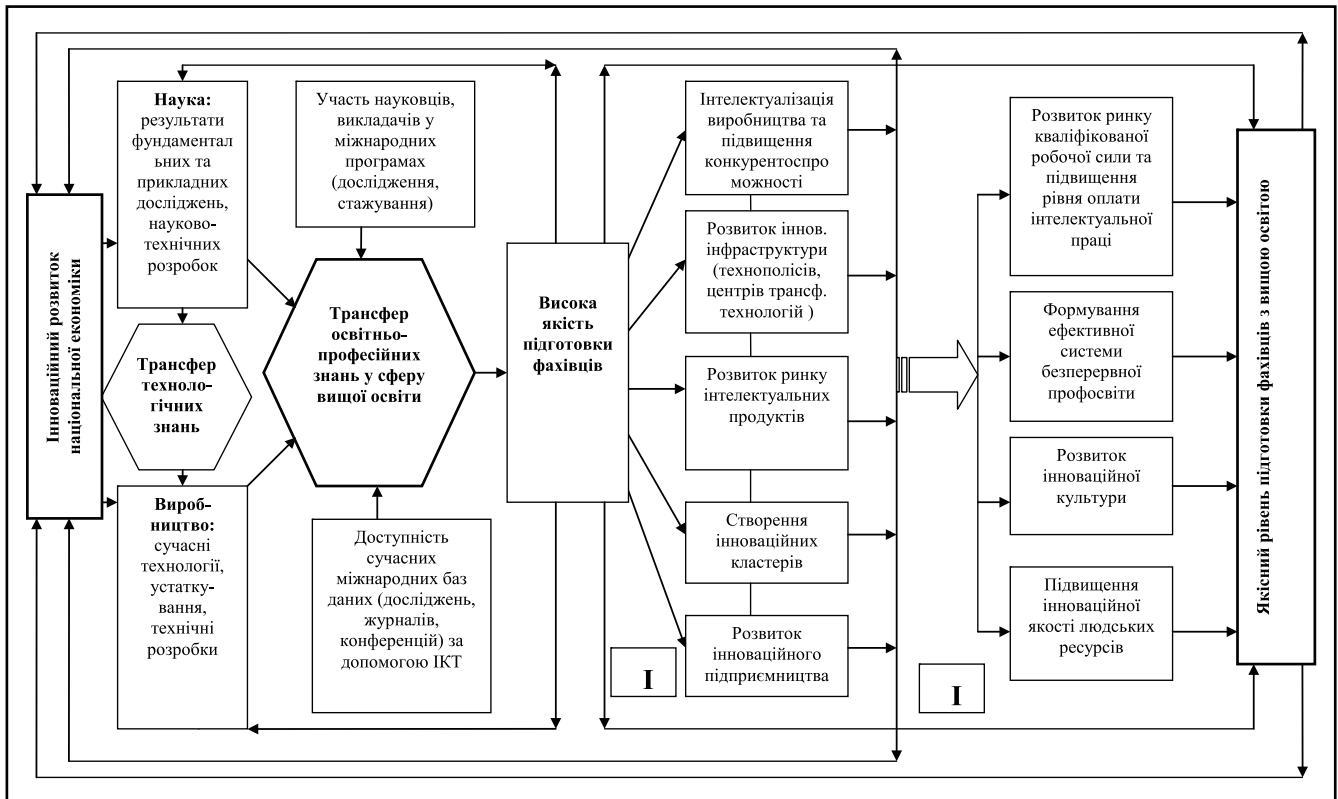 Інноваційний розвиток
національної економіки
Наука:
результати
фундаментал
ьних та
прикладних
досліджень,
науково-
технічних
розробок
Трансфер
техноло-
гічних
знань
Вироб-
ництво:
сучасні
технології,
устатку-
вання,
технічні
розробки
Участь науковців,
викладачів у
міжнародних
програмах
(дослідження,
стажування)
Трансфер
освітньо-
професійних
знань у сферу
вищої освіти
Доступність
сучасних
міжнародних баз
даних (досліджень,
журналів,
конференцій) за
допомогою ІКТ
Висока
якість
підготовки
фахівців
Інтелектуалізація
виробництва та
підвищення
конкурентоспро
можності
Розвиток іннов.
інфраструктури
(технополісів,
центрів трансф.
технологій )
Розвиток ринку
інтелектуальних
продуктів
Створення
інноваційних
кластерів
Розвиток
інноваційного
підприємництва
І
Розвиток ринку
кваліфікованої
робочої сили та
підвищення
рівня оплати
інтелектуальної
праці
Формування
ефективної
системи
безперервної
профосвіти
Розвиток
інноваційної
культури
Підвищення
інноваційної
якості людських
ресурсів
І
Якісний рівень підготовки фахівців з вищою освітою